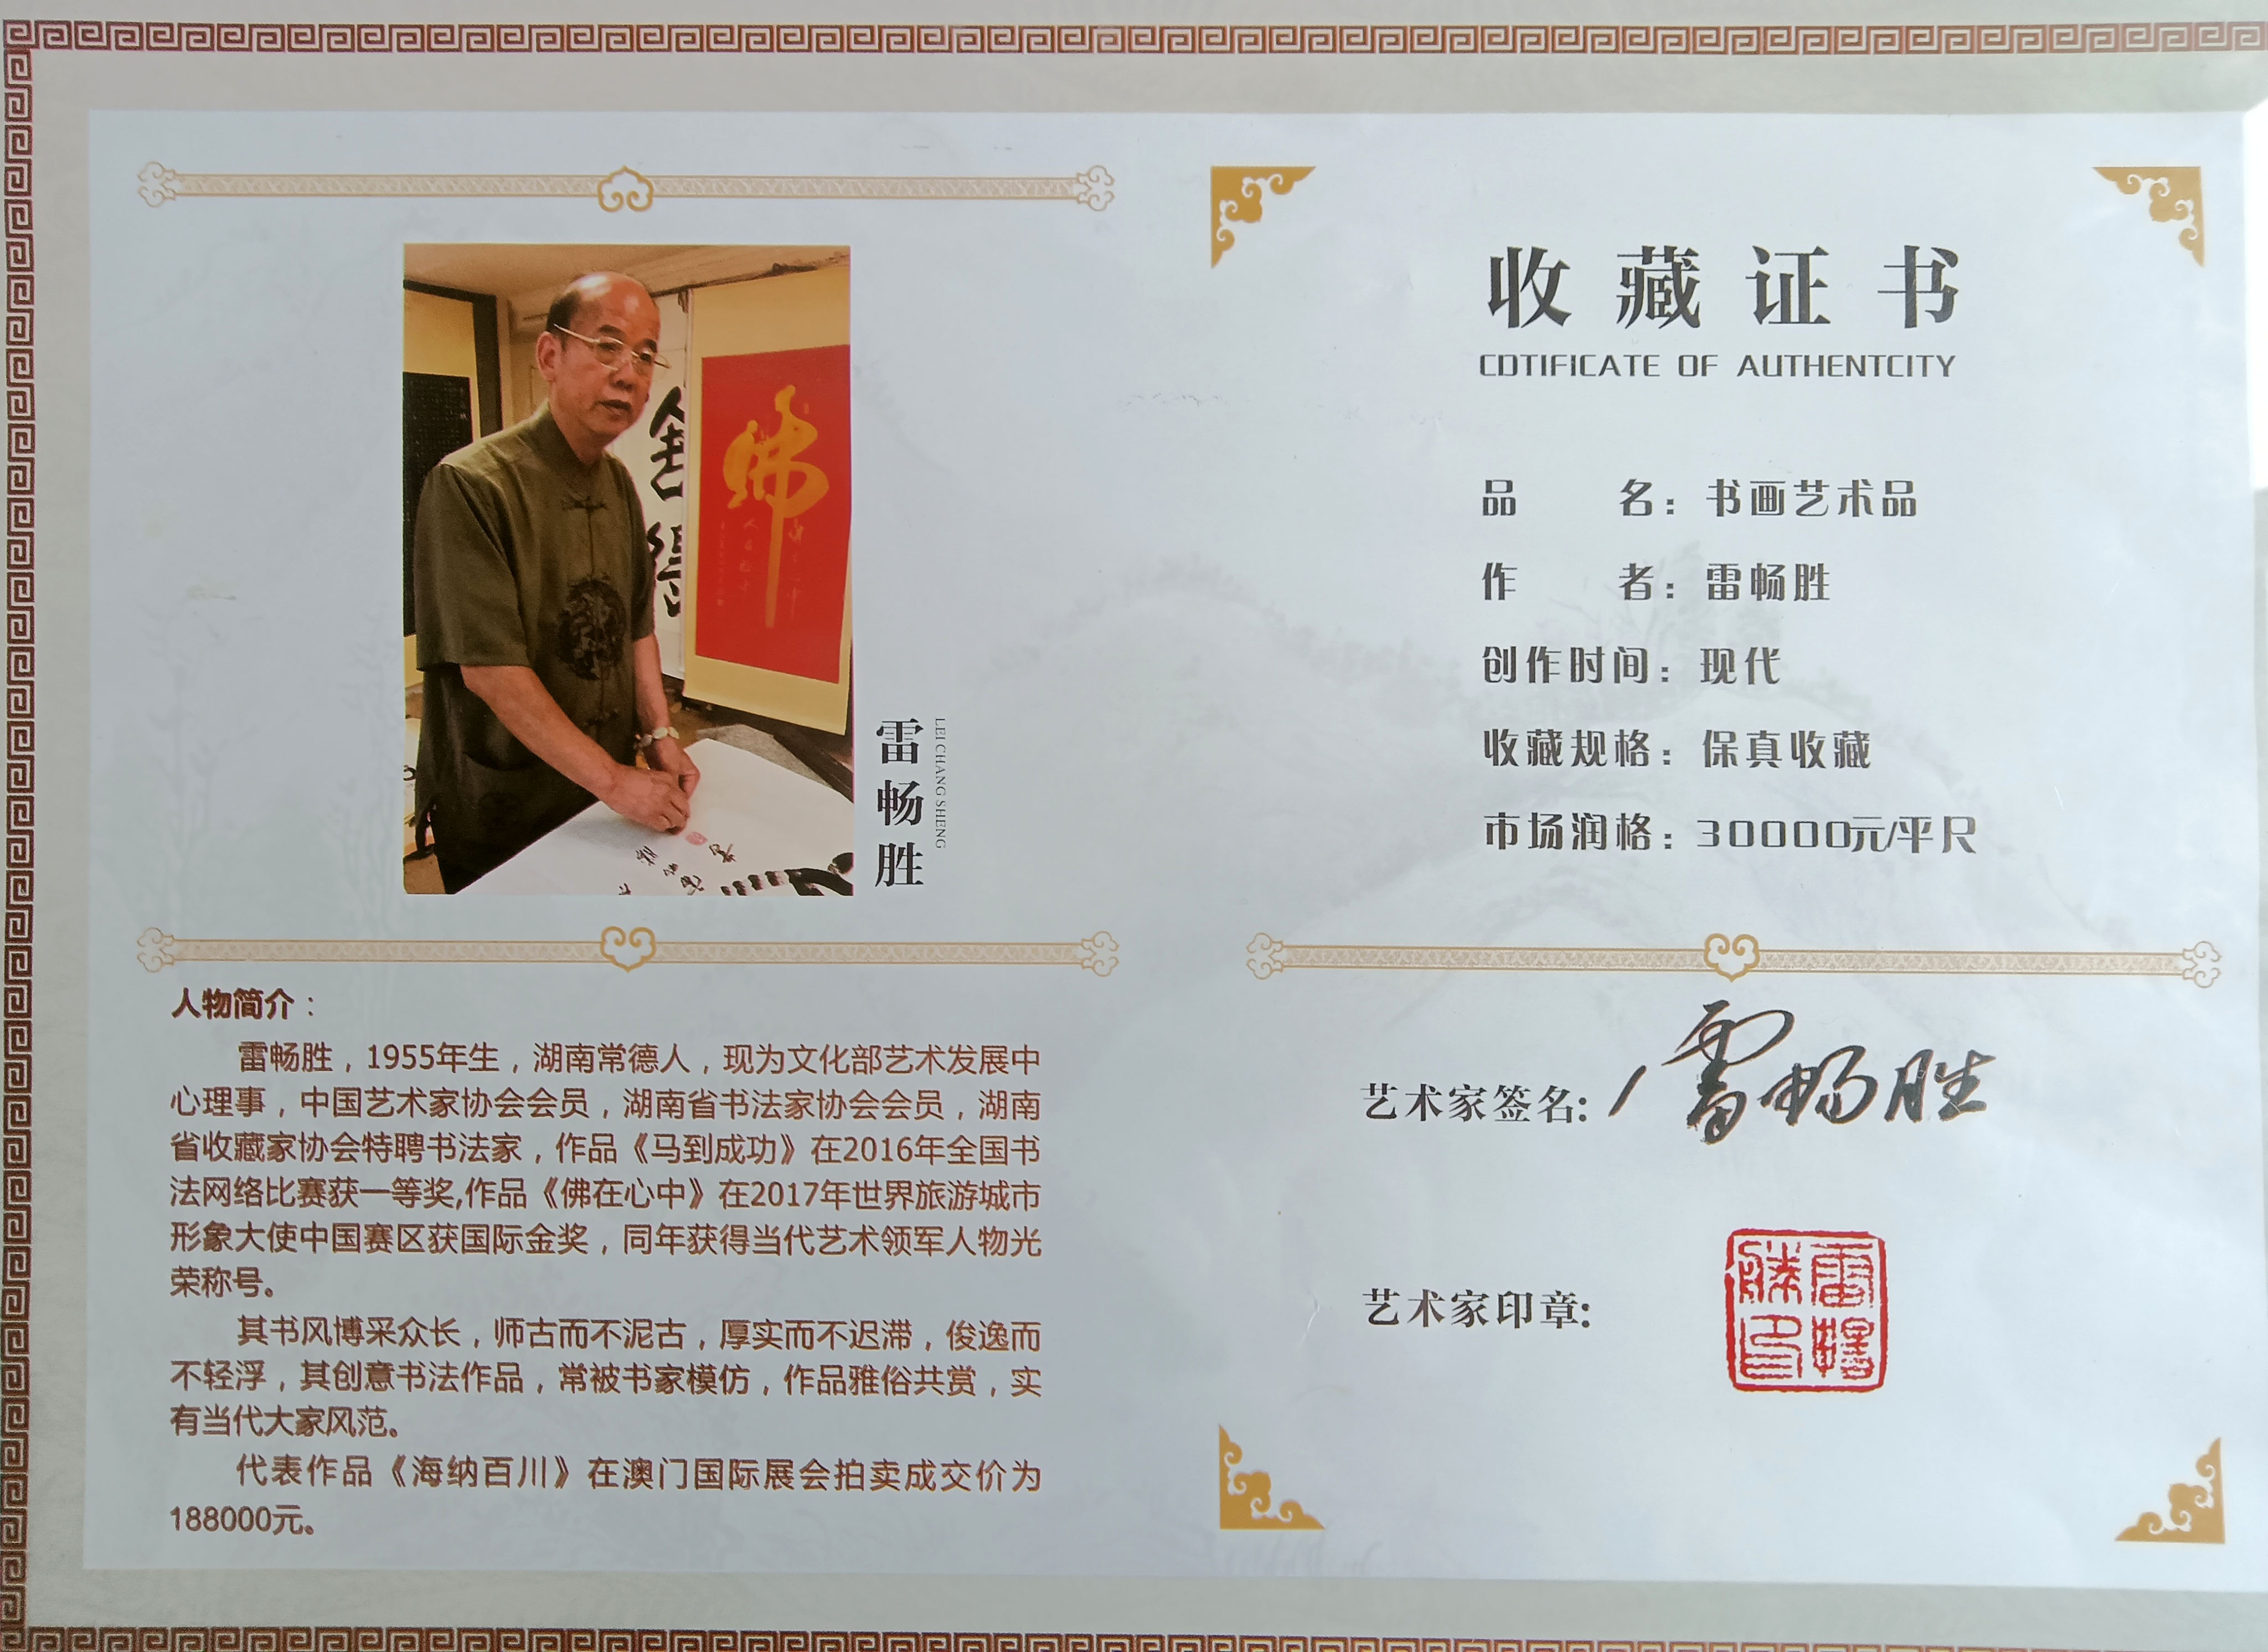 佛
雷畅胜
LEI CHANG SHENG
人物简介：
雷畅胜，1955年生，湖南常德人，现为文化部艺术发展中
心理事，中国艺术家协会会员，湖南省书法家协会会员，湖南
省收藏家协会特聘书法家，作品《马到成功》在2016年全国书
法网络比赛获一等奖,作品《佛在心中》在2017年世界旅游城市
形象大使中国赛区获国际金奖，同年获得当代艺术领军人物光
荣称号。
其书风博采众长，师古而不泥古，厚实而不迟滞，俊逸而
不轻浮，其创意书法作品，常被书家模仿，作品雅俗共赏，实
有当代大家风范。
代表作品《海纳百川》在澳门国际展会拍卖成交价为
188000元。
收藏证书
CDTIFICATE OF AUTHENTCITY
品名：书画艺术品
作者：雷畅胜
创作时间：现代
收藏规格：保真收藏
市场润格：30000元/平尺
艺术家签名: 雷畅胜
艺术家印章:
雷暢
勝印